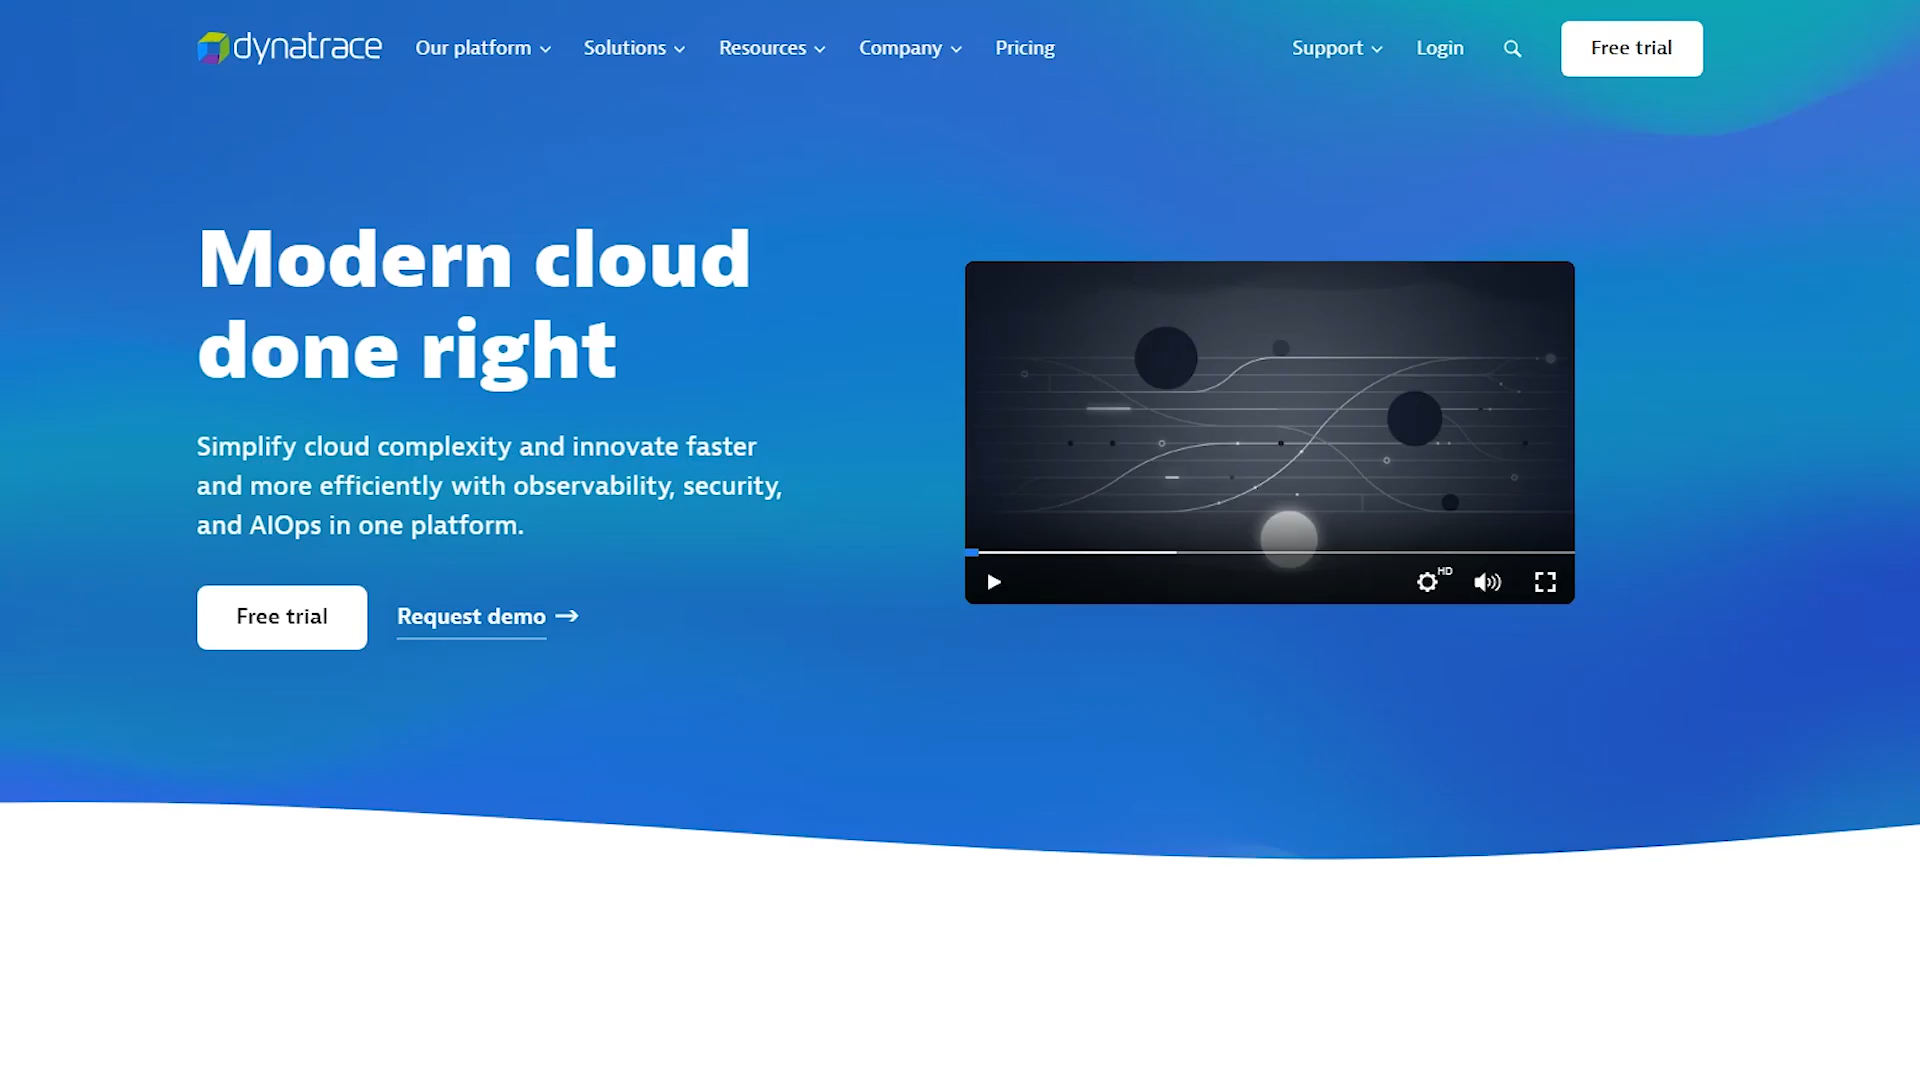 dynatrace
Our platform
Solutions
Resources
Company
Pricing
Support
Login
Free trial
Modern cloud
done right
Simplify cloud complexity and innovate faster
and more efficiently with observability, security,
and AIOps in one platform.
Free trial
Request demo →
HD